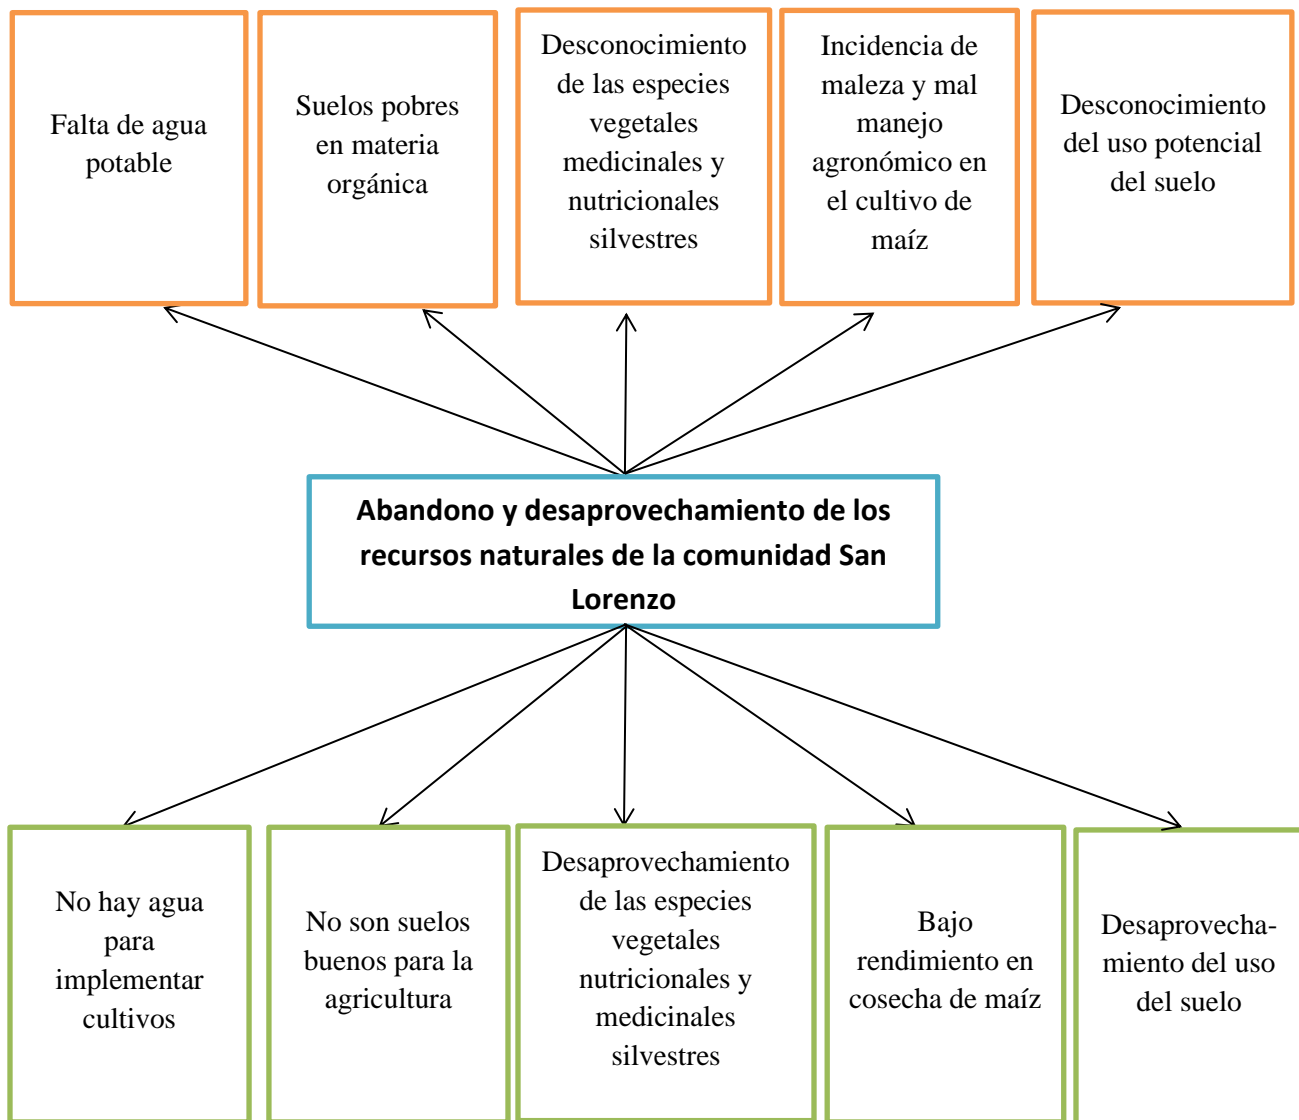 Falta de agua
potable
Suelos pobres
en materia
orgánica
Desconocimiento
de las especies
vegetales
medicinales y
nutricionales
silvestres
Incidencia de
maleza y mal
manejo
agronómico en
el cultivo de
maíz
Desconocimiento
del uso potencial
del suelo
Abandono y desaprovechamiento de los
recursos naturales de la comunidad San
Lorenzo
No hay agua
para
implementar
cultivos
No son suelos
buenos para la
agricultura
Desaprovechamiento
de las especies
vegetales
nutricionales y
medicinales
silvestres
Bajo
rendimiento en
cosecha de maíz
Desaprovecha-
miento del uso
del suelo